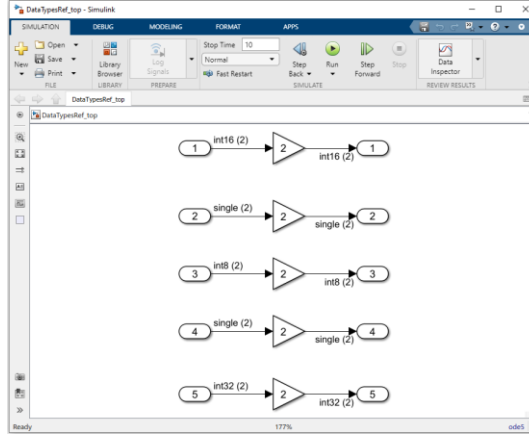 DataTypesRef_top - Simulink
SIMULATION DEBUG MODELING FORMAT APPS
New
Open
Save
Print
FILE
Library
Browser
LIBRARY
Log
Signals
PREPARE
Stop Time 10
Normal
Fast Restart
Step
Back
Run
Step
Forward
Stop
SIMULATE
Data
Inspector
REVIEW RESULTS
DataTypesRef_top
DataTypesRef_top
1 int16 (2) 2 int16 (2) 1
2 single (2) 2 single (2) 2
3 int8 (2) 2 int8 (2) 3
4 single (2) 2 single (2) 4
5 int32 (2) 2 int32 (2) 5
Ready 177% ode5